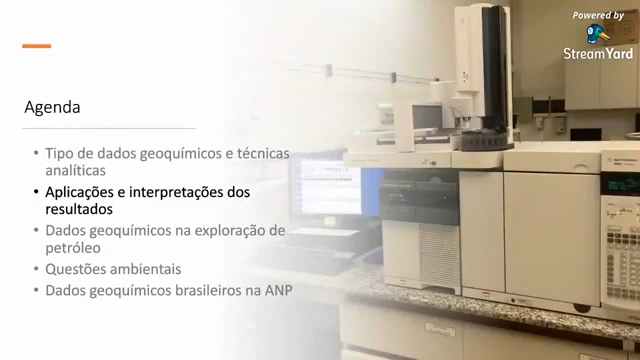 Powered by
StreamYard
Agenda
• Tipo de dados geoquímicos e técnicas
analíticas
• Aplicações e interpretações dos
resultados
• Dados geoquímicos na exploração de
petróleo
• Questões ambientais
• Dados geoquímicos brasileiros na ANP